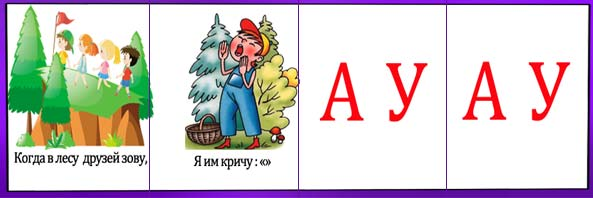 Когда в лесу друзей зову,
Я им кричу : «»
А У
А У